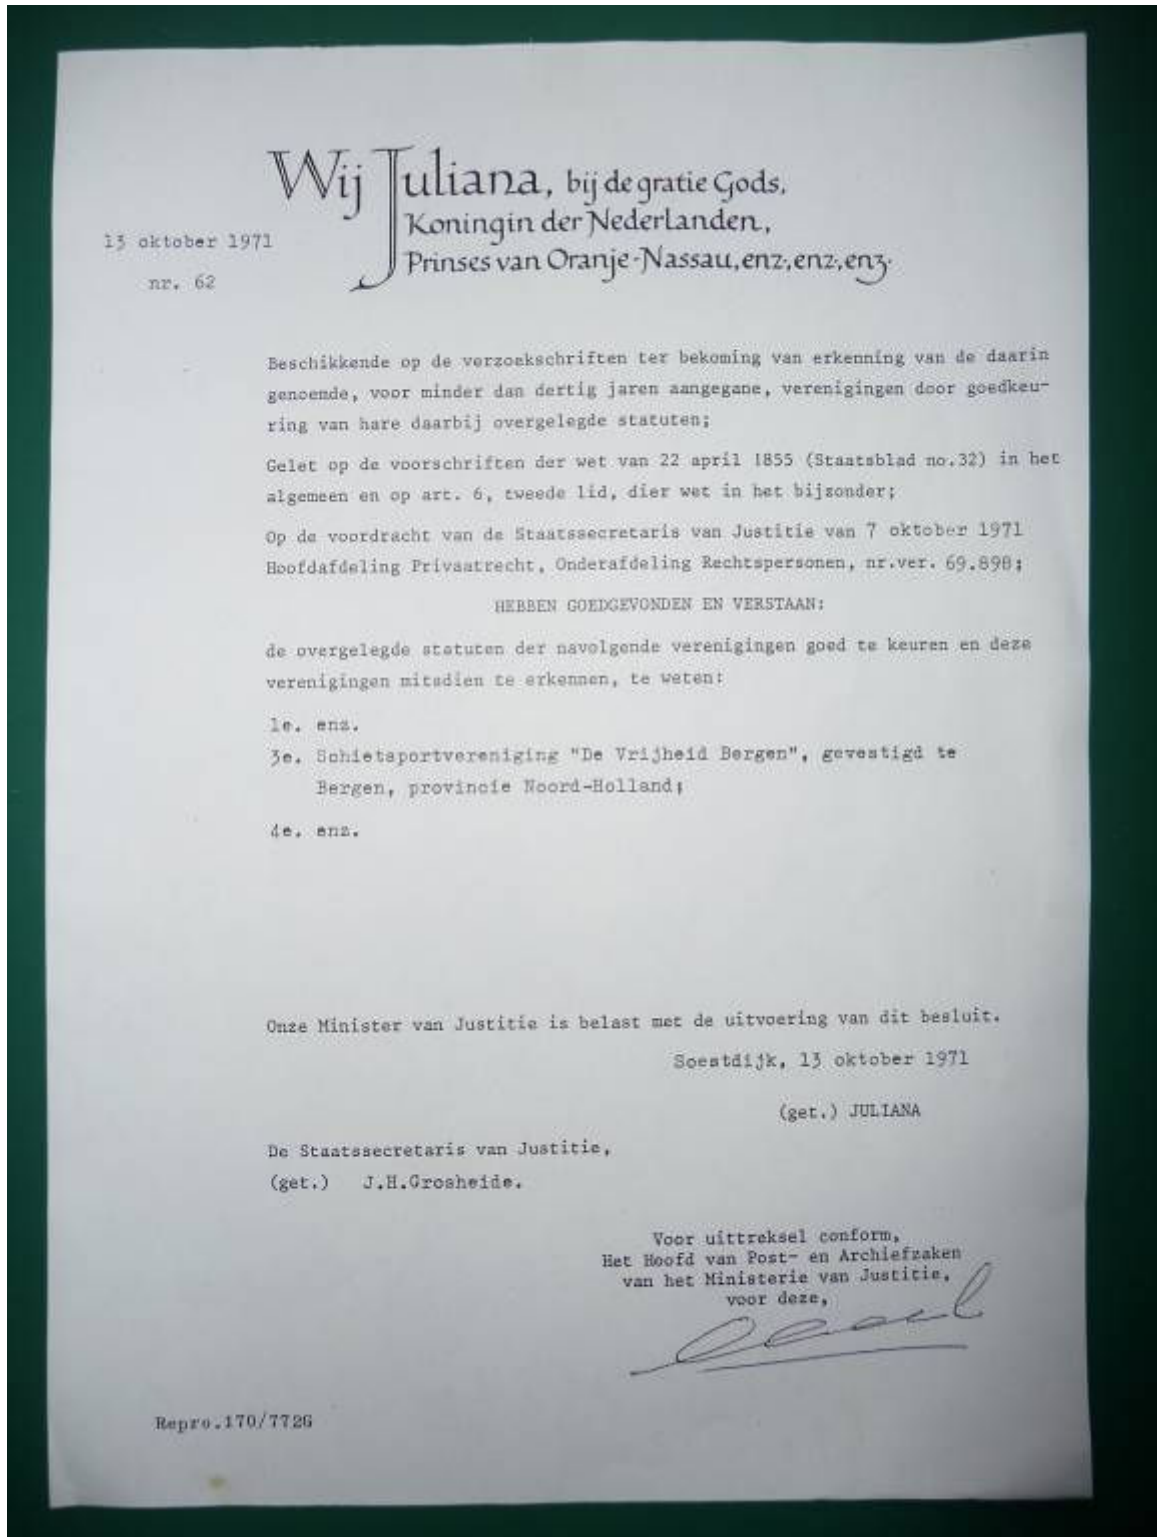 Wij Juliana, bij de gratie Gods,
Koningin der Nederlanden,
Prinses van Oranje-Nassau, enz., enz., enz.
13 oktober 1971
nr. 62
Beschikkende op de verzoekschriften ter bekoming van erkenning van de daarin
genoemde, voor minder dan dertig jaren aangegane, verenigingen door goedkeu-
ring van hare daarbij overgelegde statuten;
Gelet op de voorschriften der wet van 22 april 1855 (Staatsblad no.32) in het
algemeen en op art. 6, tweede lid, dier wet in het bijzonder;
Op de voordracht van de Staatssecretaris van Justitie van 7 oktober 1971
Hoofdafdeling Privaatrecht, Onderafdeling Rechtspersonen, nr.ver. 69.898;
HEBBEN GOEDGEVONDEN EN VERSTAAN:
de overgelegde statuten der navolgende verenigingen goed te keuren en deze
verenigingen mitsdien te erkennen, te weten:
1e. enz.
3e. Schietsportvereniging "De Vrijheid Bergen", gevestigd te
Bergen, provincie Noord-Holland;
4e. enz.
Onze Minister van Justitie is belast met de uitvoering van dit besluit.
Soestdijk, 13 oktober 1971
(get.) JULIANA
De Staatssecretaris van Justitie,
(get.) J.H.Grosheide.
Voor uittreksel conform,
Het Hoofd van Post- en Archiefzaken
van het Ministerie van Justitie,
voor deze,
Repro.170/772G